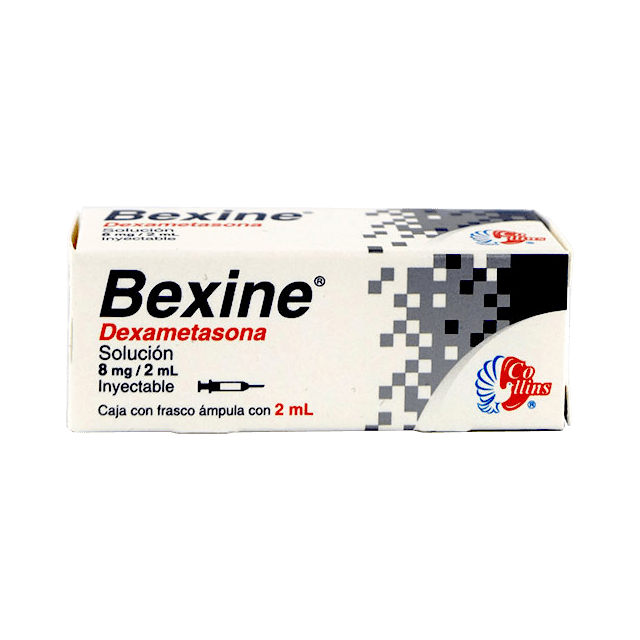 Bexine®
Dexametasona
Solución
8 mg / 2 mL
Inyectable
Collins
Bexine®
Dexametasona
Solución
8 mg / 2 mL
Inyectable
Caja con frasco ámpula con 2 mL
Collins®